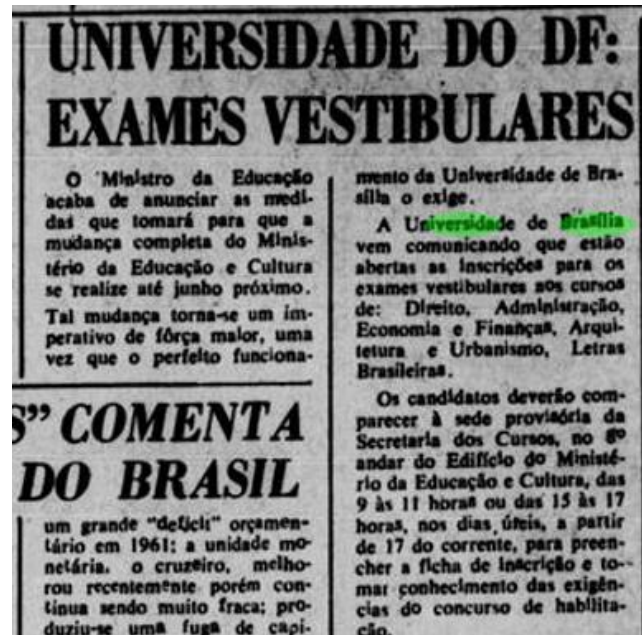 UNIVERSIDADE DO DF:
EXAMES VESTIBULARES
O Ministro da Educação
acaba de anunciar as medi-
das que tomará para que a
mudança completa do Minis-
tério da Educação e Cultura
se realize até junho próximo.
Tal mudança torna-se um im-
perativo de fôrça maior, uma
vez que o perfeito funciona-
mento da Universidade de Bra-
sília o exige.
A Universidade de Brasília
vem comunicando que estão
abertas as inscrições para os
exames vestibulares aos cursos
de: Direito, Administração,
Economia e Finanças, Arqui-
tetura e Urbanismo, Letras
Brasileiras.
Os candidatos deverão com-
parecer à sede provisória da
Secretaria dos Cursos, no 8º
andar do Edifício do Ministé-
rio da Educação e Cultura, das
9 às 11 horas ou das 15 às 17
horas, nos dias úteis, a partir
de 17 do corrente, para preen-
cher a ficha de inscrição e to-
mar conhecimento das exigên-
cias do concurso de habilita-
ção.
S" COMENTA
DO BRASIL
um grande "deficit" orçamen-
tário em 1961; a unidade mo-
netária, o cruzeiro, melho-
rou recentemente porém con-
tinua sendo muito fraca; pro-
duziu-se uma fuga de capi-